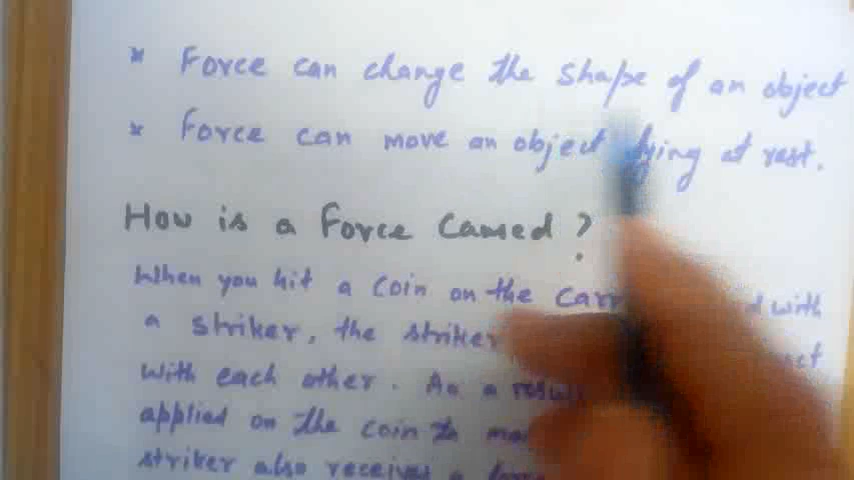 * Force can change the shape of an object
* Force can move an object lying at rest.
How is a Force Caused?
When you hit a coin on the with
a striker, the striker
with each other. As a result
applied on the coin to
striker also receives a